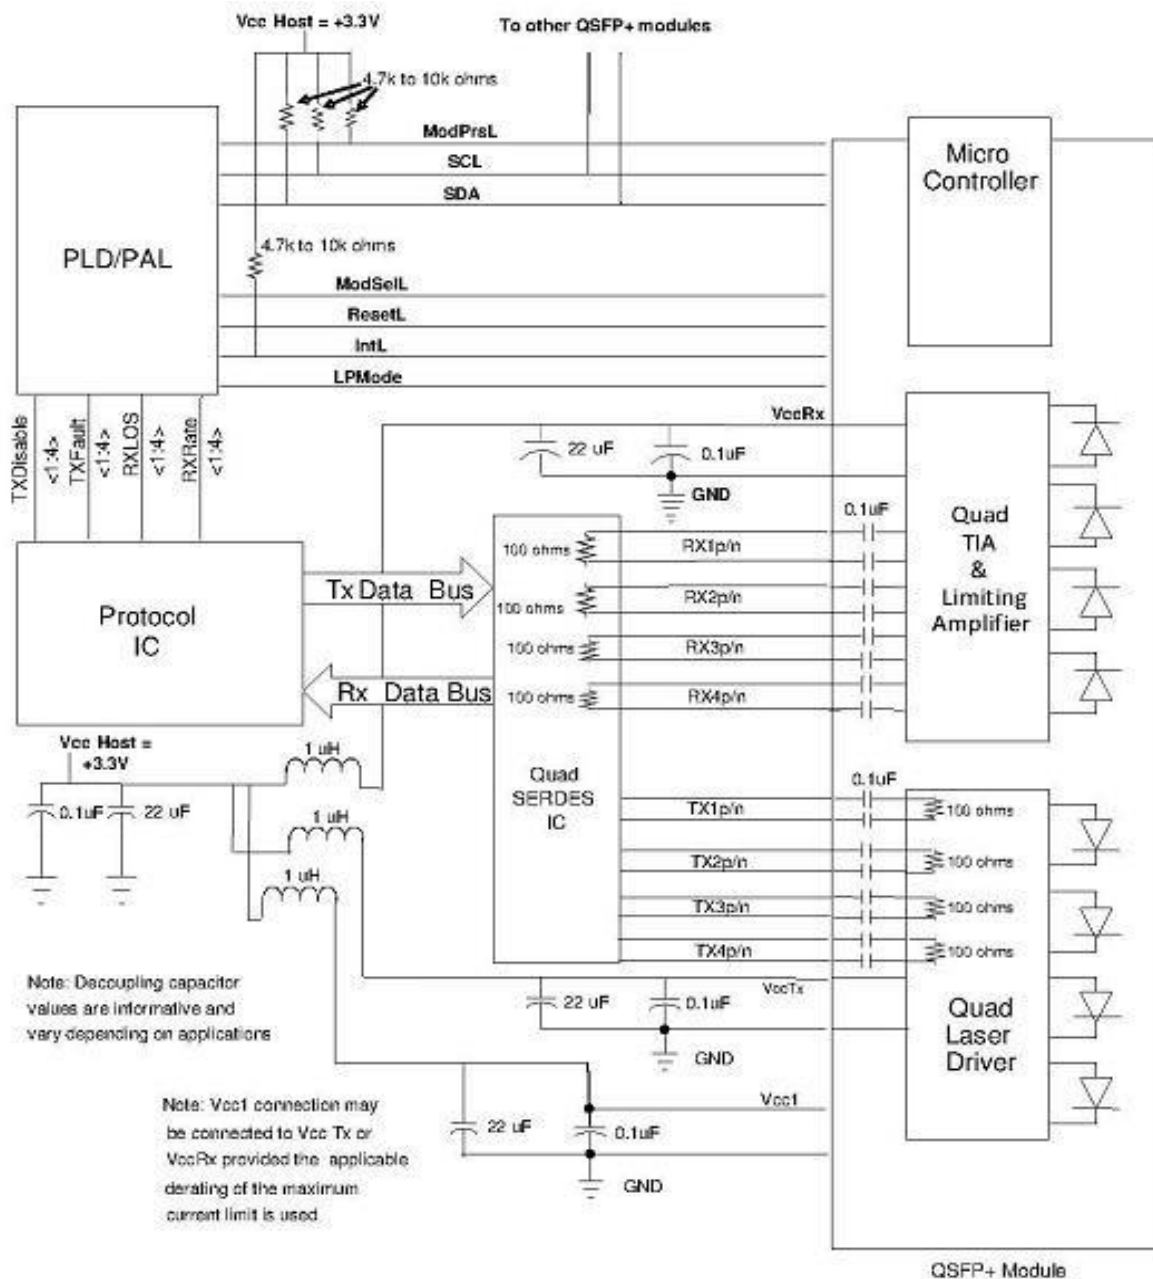 Vcc Host = +3.3V
To other QSFP+ modules
4.7k to 10k ohms
ModPrsL
SCL
SDA
Micro
Controller
PLD/PAL
4.7k to 10k ohms
ModSelL
ResetL
IntL
LPMode
TXDisable
<1:4>
TXFault
<1:4>
RXLOS
<1:4>
RXRate
<1:4>
VccRx
22 uF
0.1uF
GND
0.1uF
Quad
TIA
&
Limiting
Amplifier
100 ohms
RX1p/n
100 ohms
RX2p/n
100 ohms
RX3p/n
100 ohms
RX4p/n
Tx Data Bus
Protocol
IC
Rx Data Bus
Vcc Host =
+3.3V
1 uH
0.1uF
22 uF
1 uH
1 uH
Quad
SERDES
IC
0.1uF
TX1p/n
100 ohms
TX2p/n
100 ohms
TX3p/n
100 ohms
TX4p/n
100 ohms
VccTx
22 uF
0.1uF
GND
Quad
Laser
Driver
Note: Decoupling capacitor
values are informative and
vary depending on applications
Vcc1
22 uF
0.1uF
GND
Note: Vcc1 connection may
be connected to Vcc Tx or
VccRx provided the applicable
derating of the maximum
current limit is used
QSFP+ Module